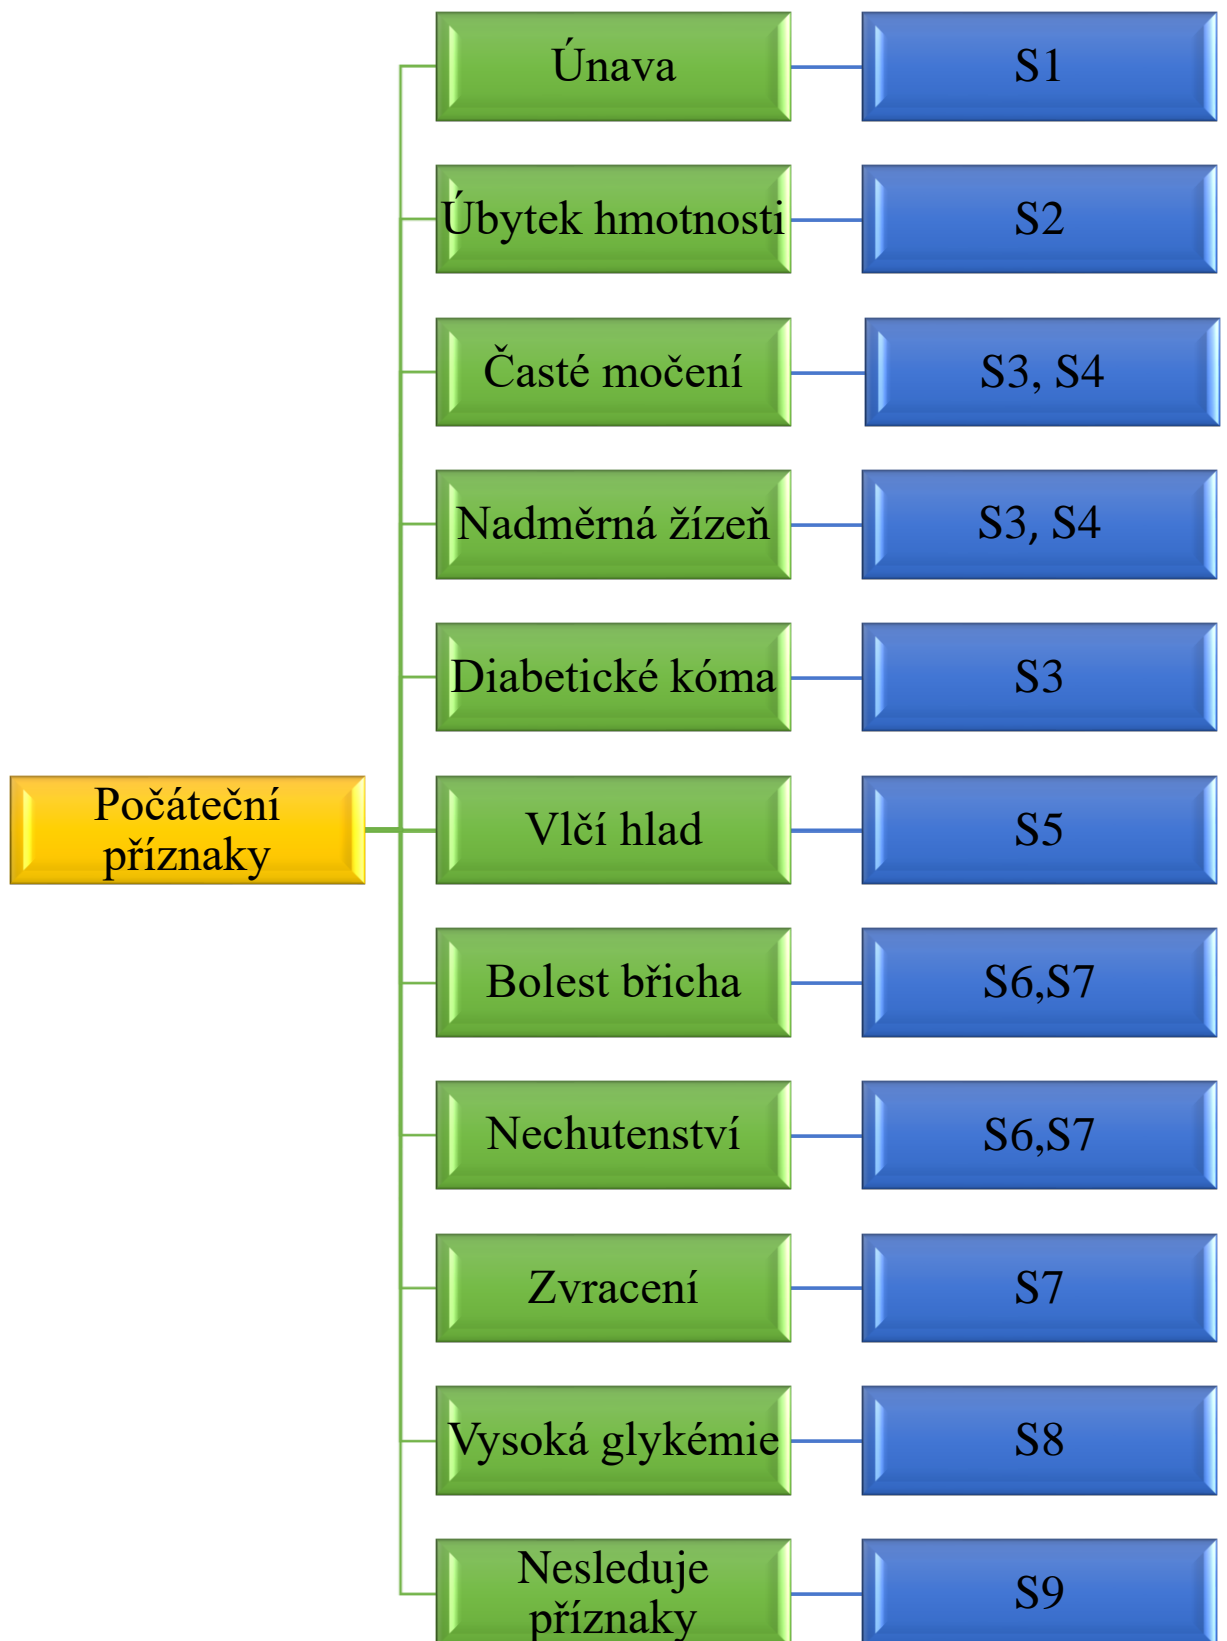 Únava
S1
Úbytek hmotnosti
S2
Časté močení
S3, S4
Nadměrná žízeň
S3, S4
Diabetické kóma
S3
Počáteční
příznaky
Vlčí hlad
S5
Bolest břicha
S6,S7
Nechutenství
S6,S7
Zvracení
S7
Vysoká glykémie
S8
Nesleduje
příznaky
S9